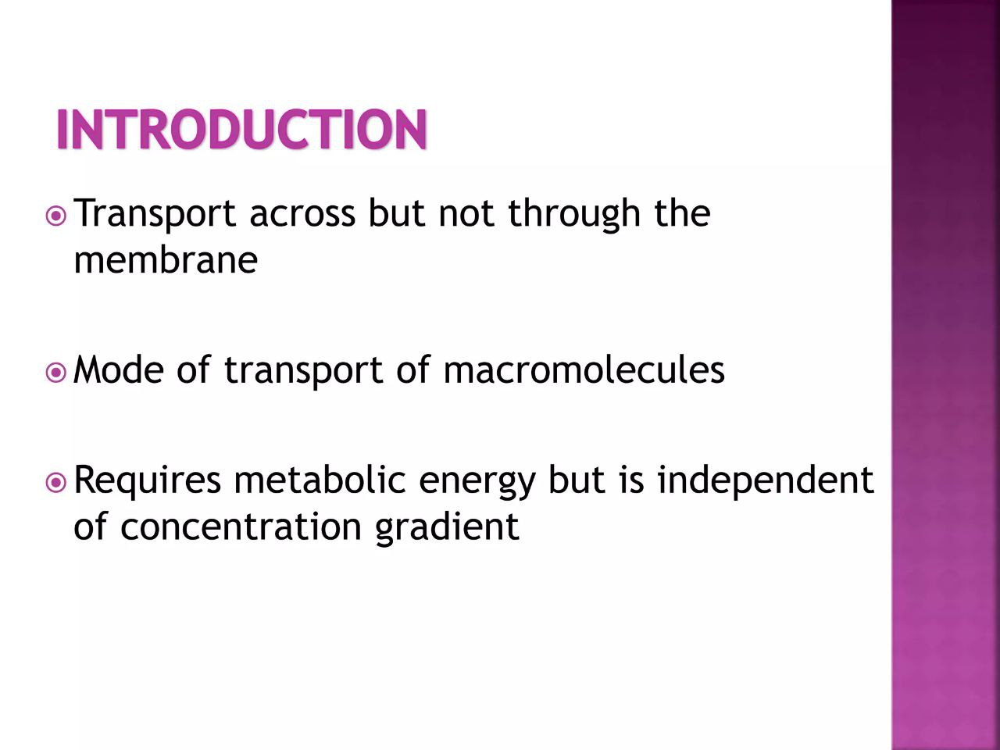 INTRODUCTION
Transport across but not through the
membrane
Mode of transport of macromolecules
Requires metabolic energy but is independent
of concentration gradient